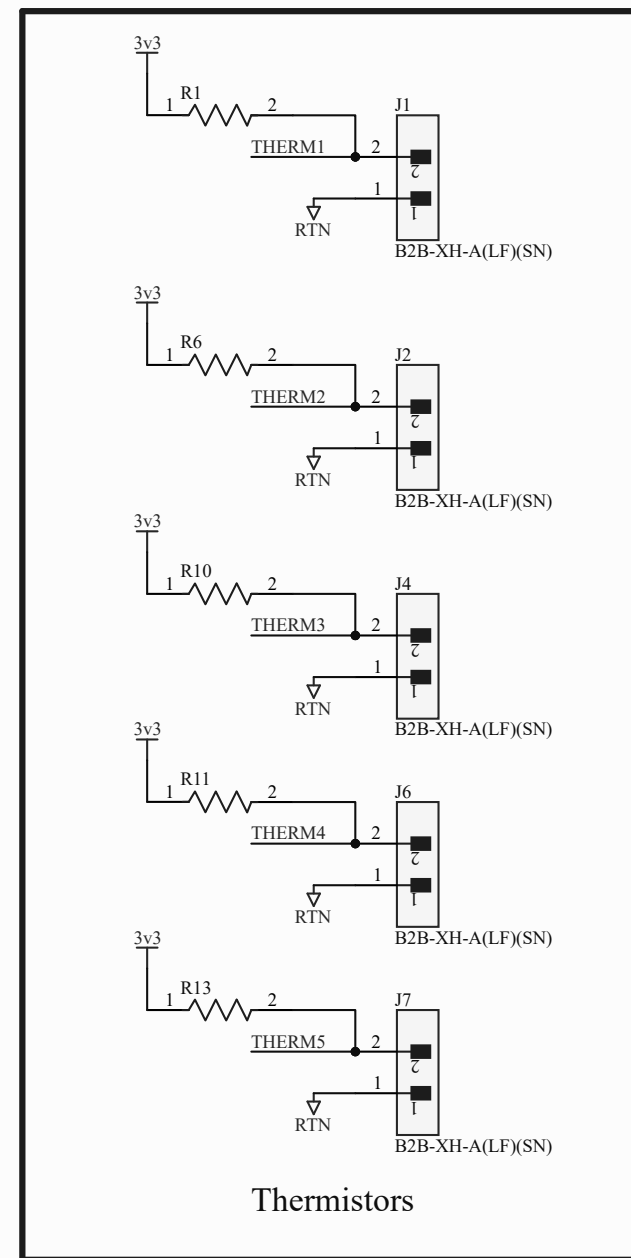 3v3
R1
J1
1 2
THERM1 2
2
1
1
RTN
B2B-XH-A(LF)(SN)
3v3
R6
J2
1 2
THERM2 2
2
1
1
RTN
B2B-XH-A(LF)(SN)
3v3
R10
J4
1 2
THERM3 2
2
1
1
RTN
B2B-XH-A(LF)(SN)
3v3
R11
J6
1 2
THERM4 2
2
1
1
RTN
B2B-XH-A(LF)(SN)
3v3
R13
J7
1 2
THERM5 2
2
1
1
RTN
B2B-XH-A(LF)(SN)
Thermistors